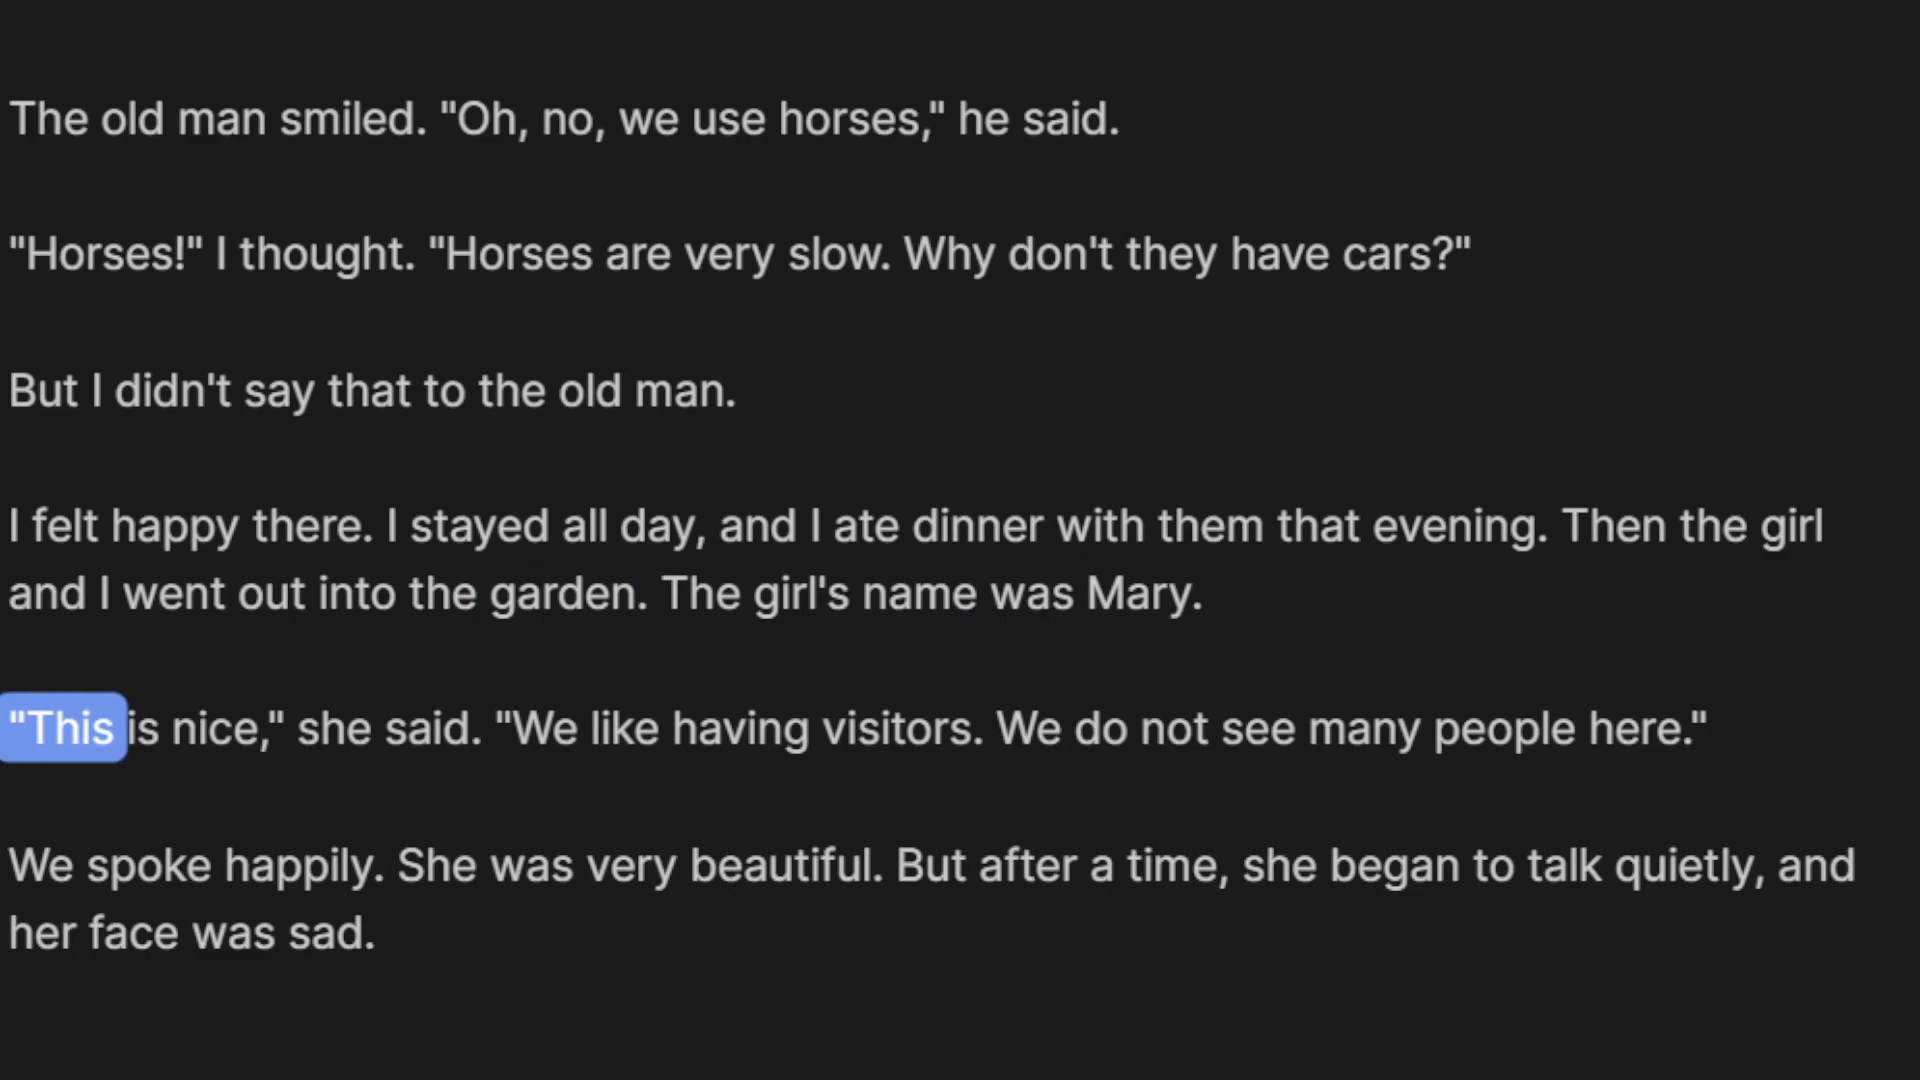 The old man smiled. "Oh, no, we use horses," he said.
"Horses!" I thought. "Horses are very slow. Why don't they have cars?"
But I didn't say that to the old man.
I felt happy there. I stayed all day, and I ate dinner with them that evening. Then the girl
and I went out into the garden. The girl's name was Mary.
"This is nice," she said. "We like having visitors. We do not see many people here."
We spoke happily. She was very beautiful. But after a time, she began to talk quietly, and
her face was sad.